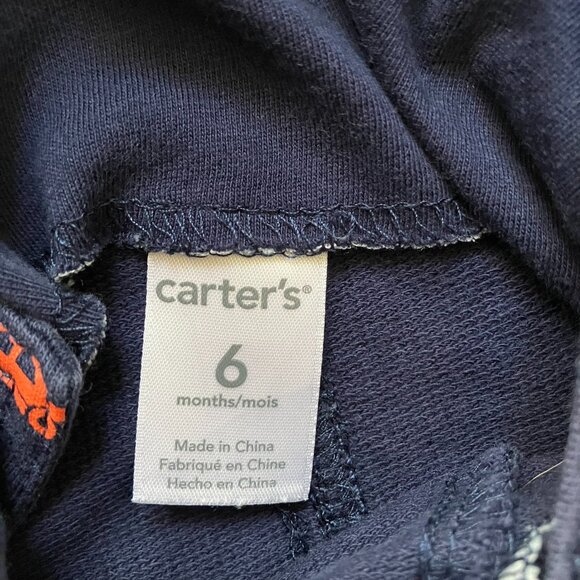 carter's®
6
months/mois
Made in China
Fabriqué en Chine
Hecho en China